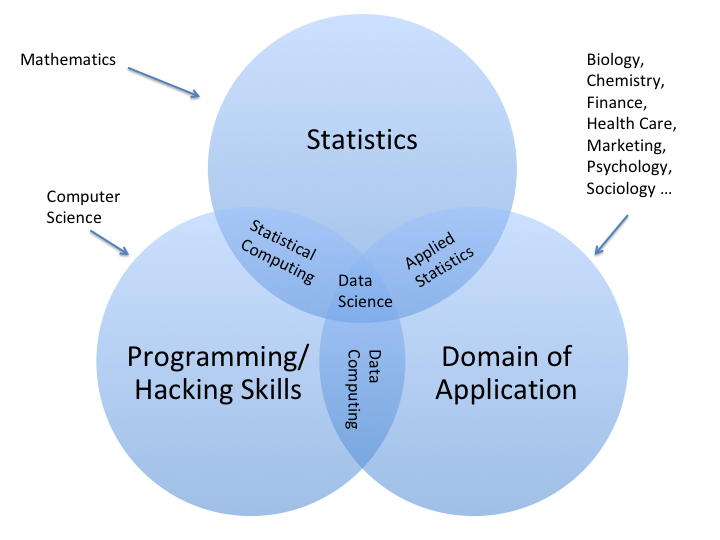 Mathematics
Biology,
Chemistry,
Finance,
Health Care,
Marketing,
Psychology,
Sociology ...
Statistics
Computer
Science
Statistical
Computing
Applied
Statistics
Data
Science
Programming/
Hacking Skills
Data
Computing
Domain of
Application